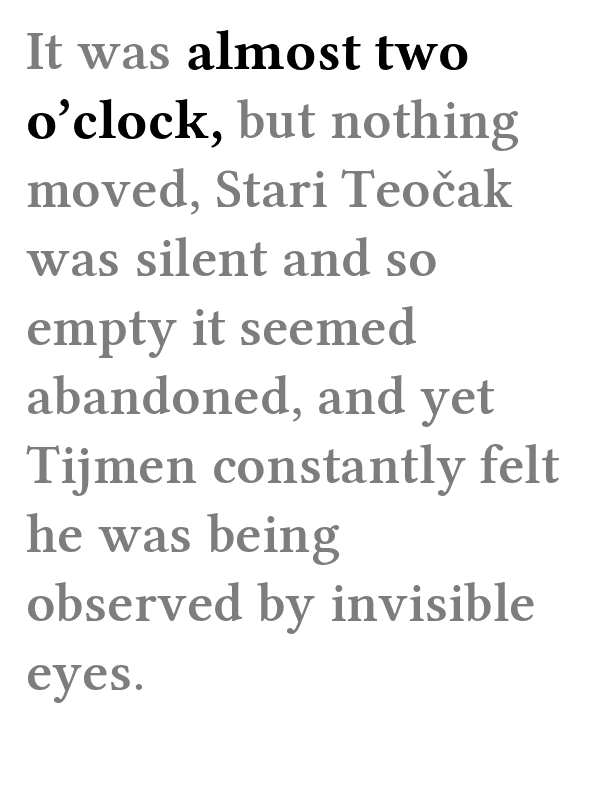 It was almost two
o’clock, but nothing
moved, Stari Teočak
was silent and so
empty it seemed
abandoned, and yet
Tijmen constantly felt
he was being
observed by invisible
eyes.